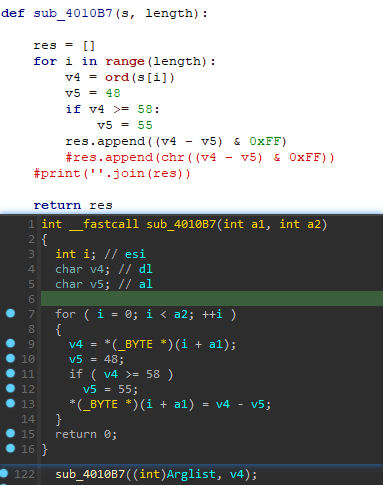 def sub_4010B7(s, length):
    res = []
    for i in range(length):
        v4 = ord(s[i])
        v5 = 48
        if v4 >= 58:
            v5 = 55
        res.append((v4 - v5) & 0xFF)
        #res.append(chr((v4 - v5) & 0xFF))
    #print(''.join(res))
    return res
1 int __fastcall sub_4010B7(int a1, int a2)
2 {
3   int i; // esi
4   char v4; // dl
5   char v5; // al
6
7   for ( i = 0; i < a2; ++i )
8   {
9     v4 = *(_BYTE *)(i + a1);
10     v5 = 48;
11     if ( v4 >= 58 )
12       v5 = 55;
13     *(_BYTE *)(i + a1) = v4 - v5;
14   }
15   return 0;
16 }
122   sub_4010B7((int)Arglist, v4);